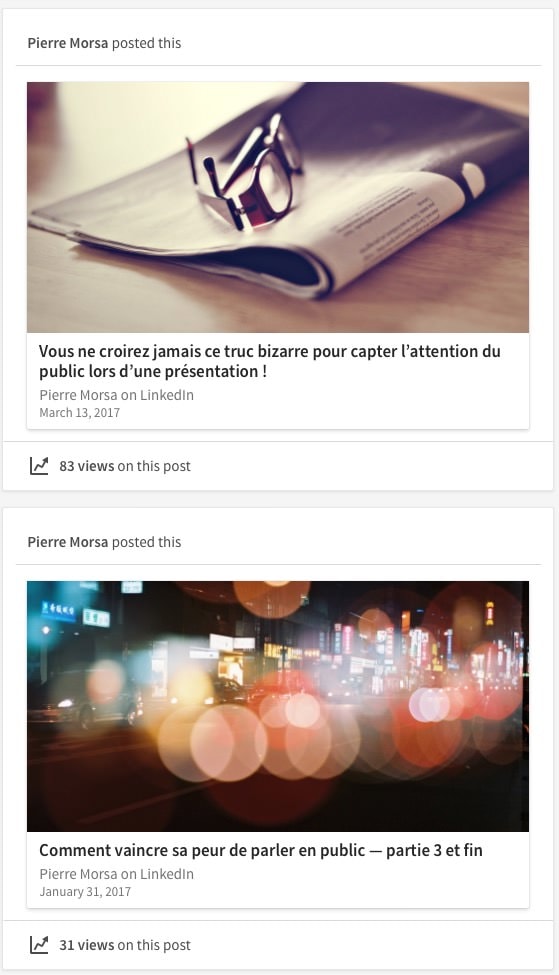 Pierre Morsa posted this
Vous ne croirez jamais ce truc bizarre pour capter l’attention du
public lors d’une présentation !
Pierre Morsa on LinkedIn
March 13, 2017
83 views on this post
Pierre Morsa posted this
Comment vaincre sa peur de parler en public — partie 3 et fin
Pierre Morsa on LinkedIn
January 31, 2017
31 views on this post